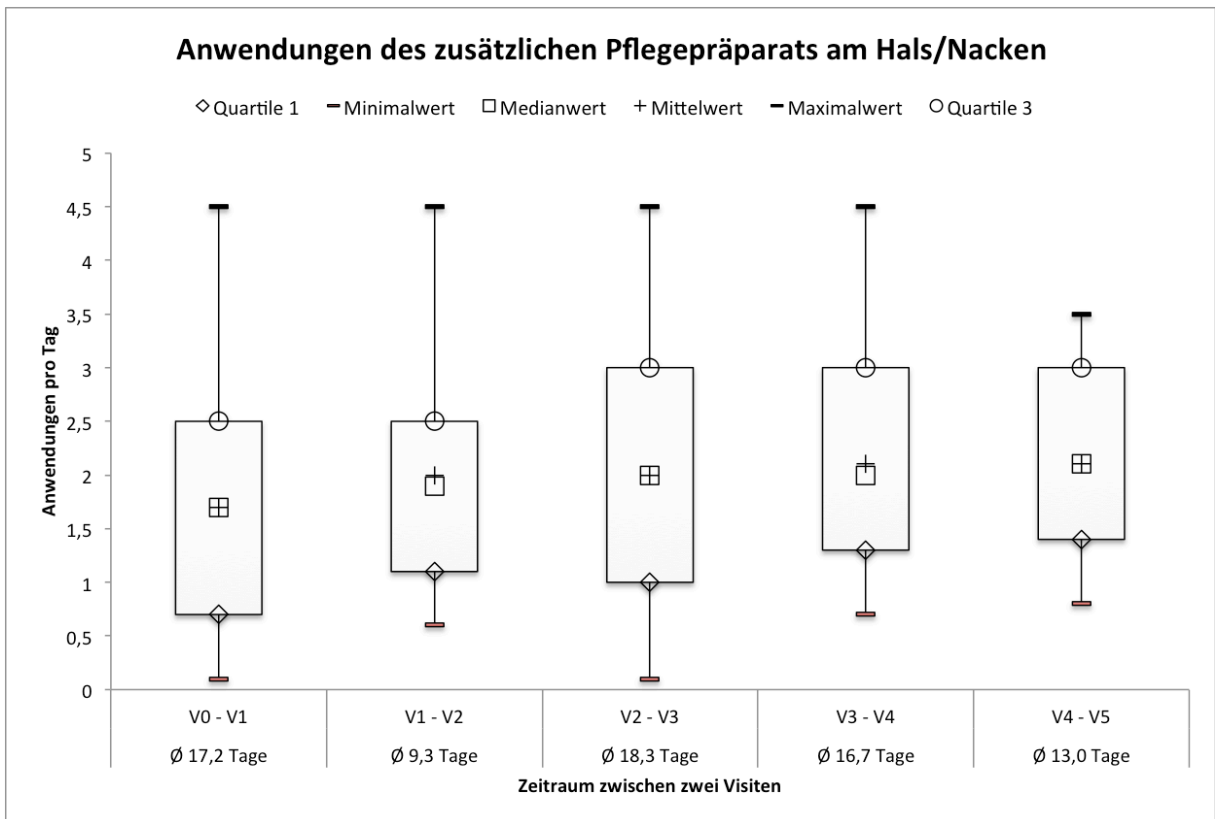 Anwendungen des zusätzlichen Pflegepräparats am Hals/Nacken
Quartile 1 Minimalwert Medianwert Mittelwert Maximalwert Quartile 3
Anwendungen pro Tag
5
4,5
4
3,5
3
2,5
2
1,5
1
0,5
0
V0 - V1 V1 - V2 V2 - V3 V3 - V4 V4 - V5
Ø 17,2 Tage Ø 9,3 Tage Ø 18,3 Tage Ø 16,7 Tage Ø 13,0 Tage
Zeitraum zwischen zwei Visiten